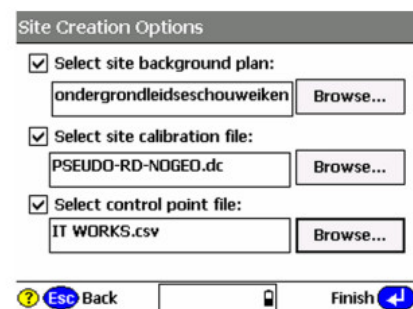 Site Creation Options
Select site background plan:
ondergrondleidseschouweiken Browse...
Select site calibration file:
PSEUDO-RD-NOGEO.dc Browse...
Select control point file:
IT WORKS.csv Browse...
? Esc Back Finish